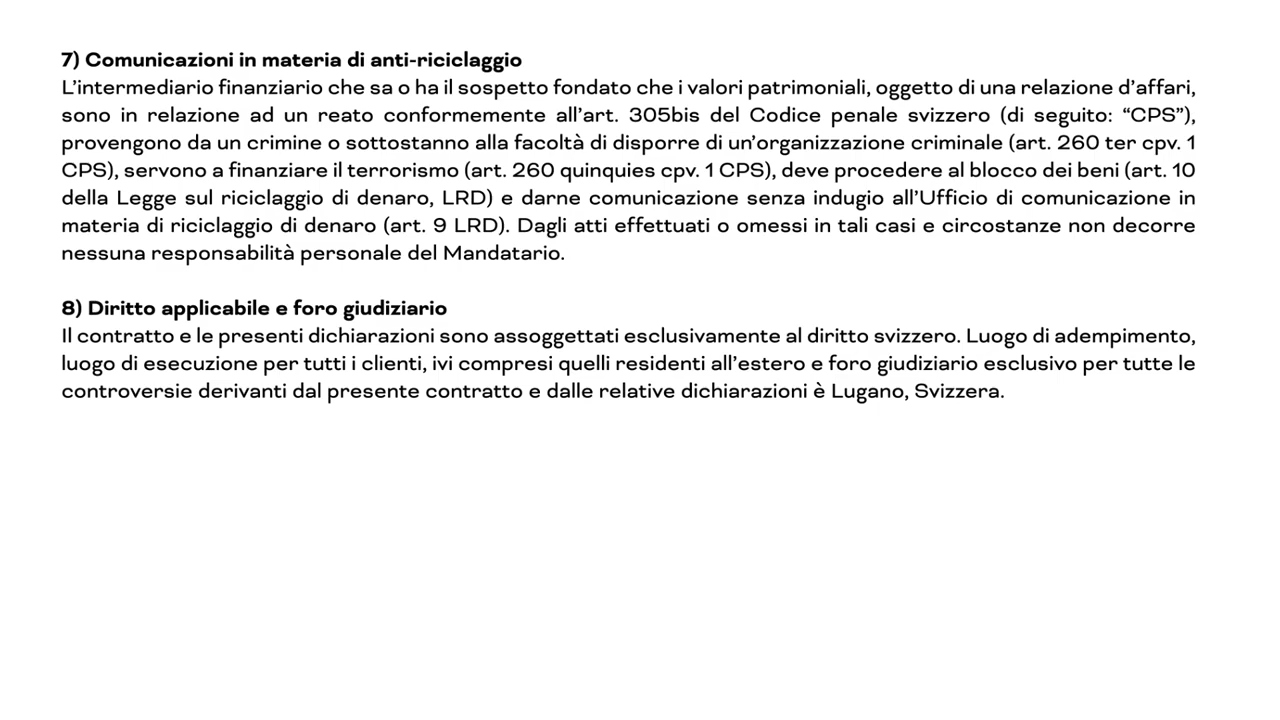 7) Comunicazioni in materia di anti-riciclaggio
L’intermediario finanziario che sa o ha il sospetto fondato che i valori patrimoniali, oggetto di una relazione d’affari,
sono in relazione ad un reato conformemente all’art. 305bis del Codice penale svizzero (di seguito: “CPS”),
provengono da un crimine o sottostanno alla facoltà di disporre di un’organizzazione criminale (art. 260 ter cpv. 1
CPS), servono a finanziare il terrorismo (art. 260 quinquies cpv. 1 CPS), deve procedere al blocco dei beni (art. 10
della Legge sul riciclaggio di denaro, LRD) e darne comunicazione senza indugio all’Ufficio di comunicazione in
materia di riciclaggio di denaro (art. 9 LRD). Dagli atti effettuati o omessi in tali casi e circostanze non decorre
nessuna responsabilità personale del Mandatario.
8) Diritto applicabile e foro giudiziario
Il contratto e le presenti dichiarazioni sono assoggettati esclusivamente al diritto svizzero. Luogo di adempimento,
luogo di esecuzione per tutti i clienti, ivi compresi quelli residenti all’estero e foro giudiziario esclusivo per tutte le
controversie derivanti dal presente contratto e dalle relative dichiarazioni è Lugano, Svizzera.